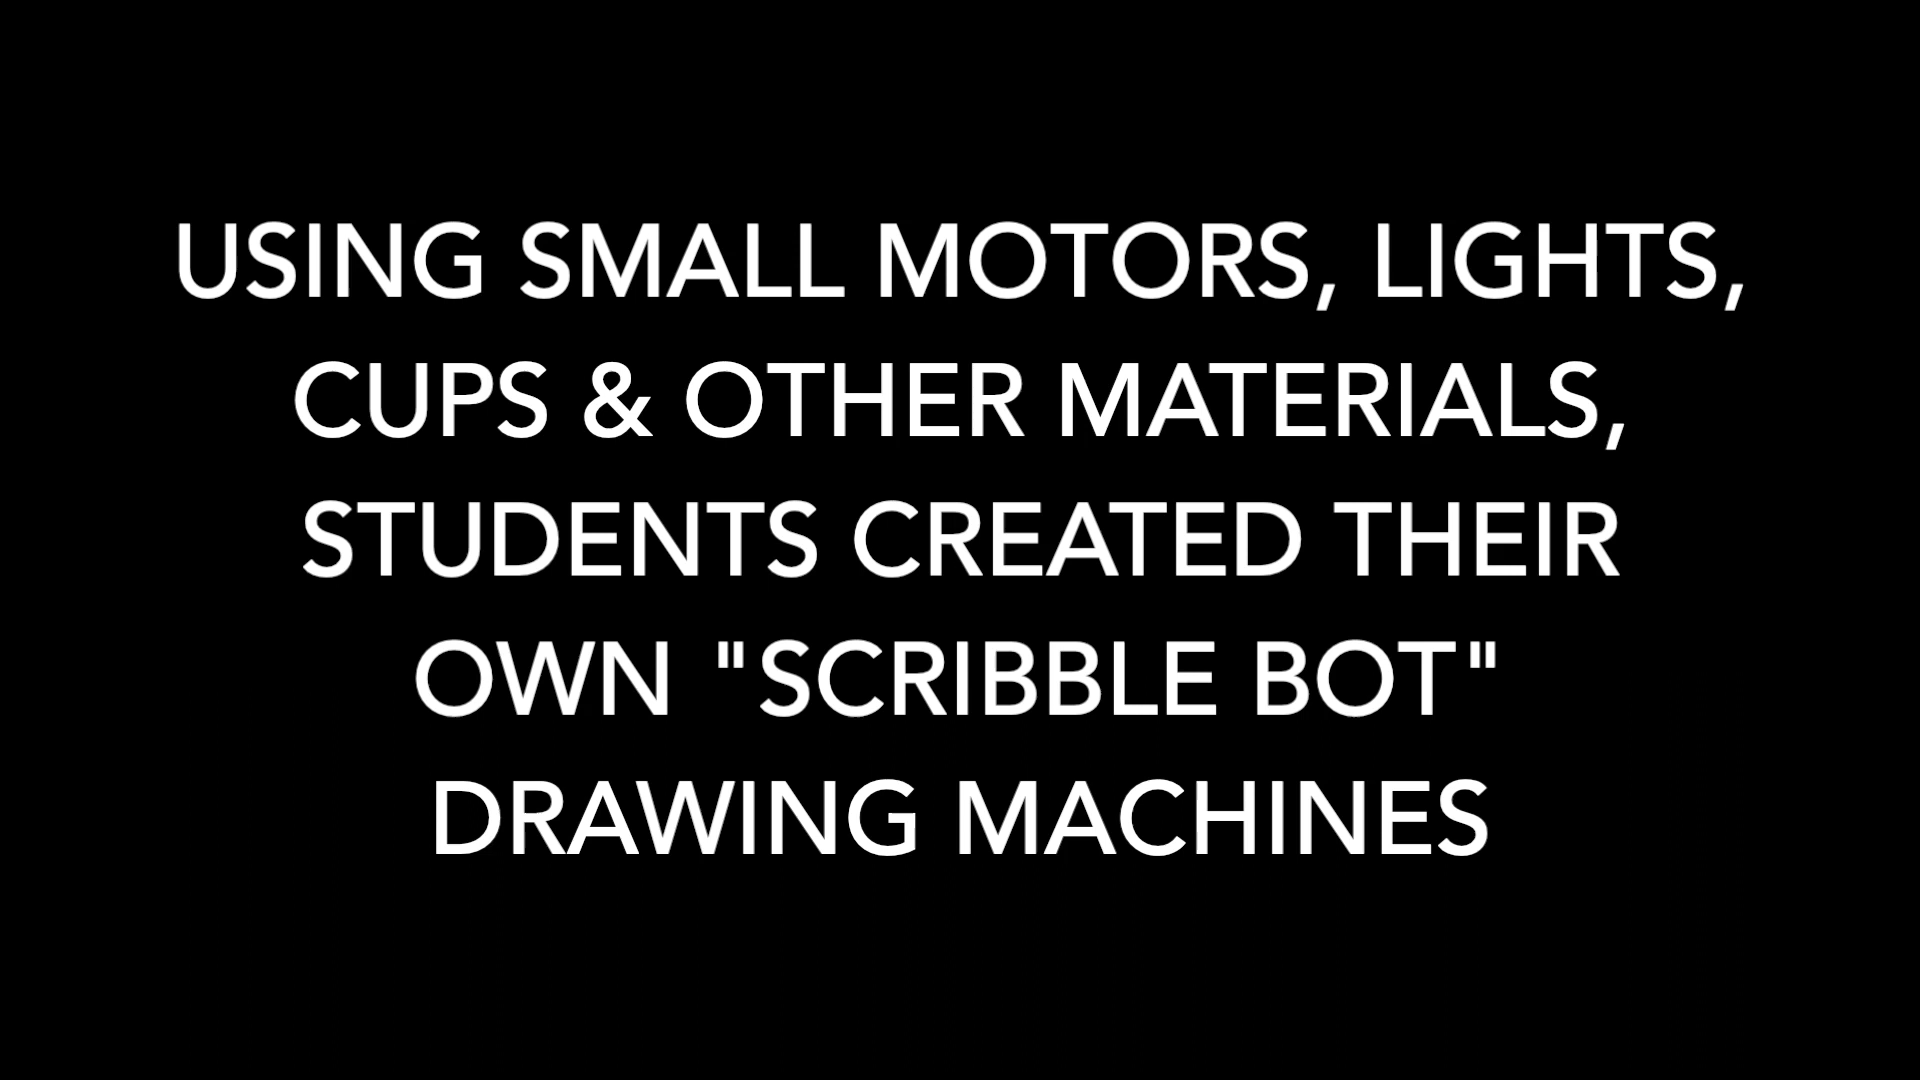 USING SMALL MOTORS, LIGHTS,
CUPS & OTHER MATERIALS,
STUDENTS CREATED THEIR
OWN "SCRIBBLE BOT"
DRAWING MACHINES